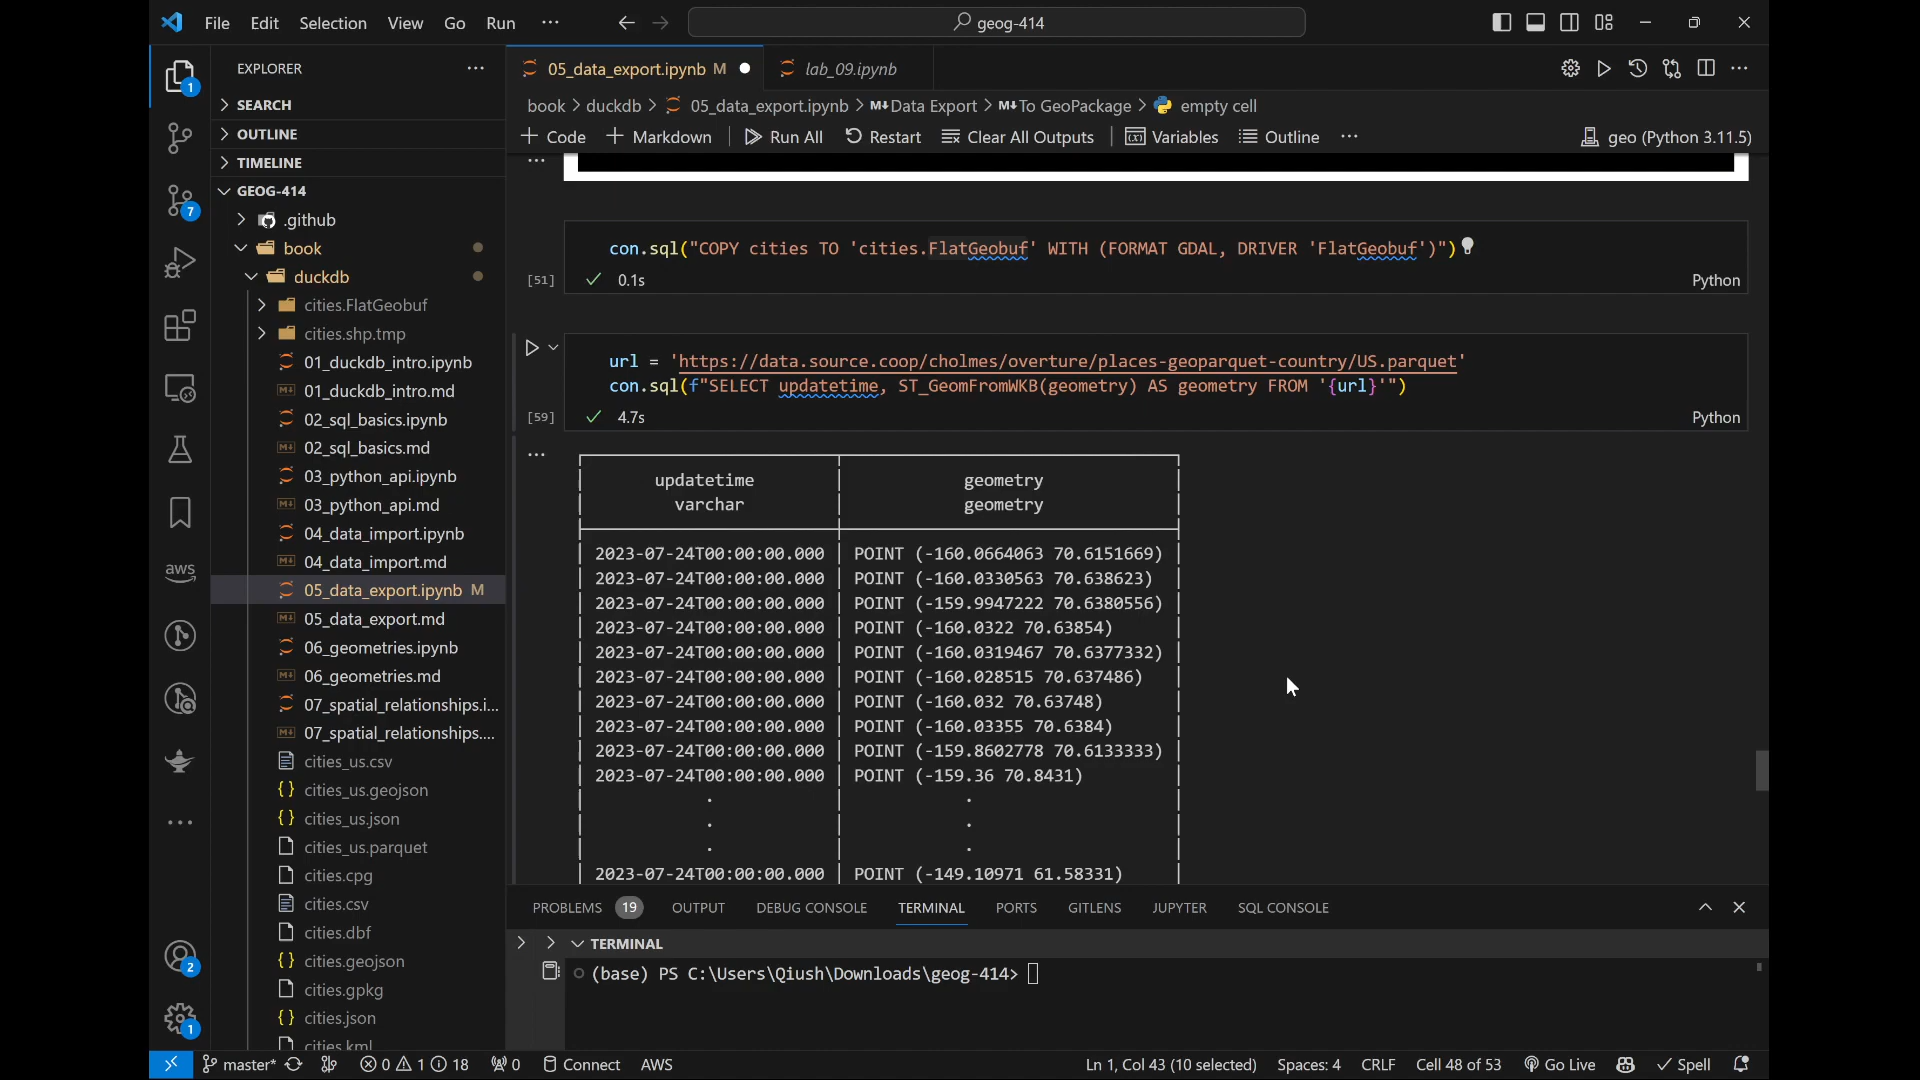 File Edit Selection View Go Run ··· geog-414
EXPLORER ···
SEARCH
OUTLINE
TIMELINE
GEOG-414
.github
book
duckdb
cities.FlatGeobuf
cities.shp.tmp
01_duckdb_intro.ipynb
01_duckdb_intro.md
02_sql_basics.ipynb
02_sql_basics.md
03_python_api.ipynb
03_python_api.md
04_data_import.ipynb
04_data_import.md
05_data_export.ipynb M
05_data_export.md
06_geometries.ipynb
06_geometries.md
07_spatial_relationships.i...
07_spatial_relationships....
cities_us.csv
cities_us.geojson
cities_us.json
cities_us.parquet
cities.cpg
cities.csv
cities.dbf
cities.geojson
cities.gpkg
cities.json
cities.kml
1
7
aws
2
1
05_data_export.ipynb M lab_09.ipynb
book > duckdb > 05_data_export.ipynb > M↓Data Export > M↓To GeoPackage > empty cell
+ Code + Markdown Run All Restart Clear All Outputs Variables Outline ··· geo (Python 3.11.5)
con.sql("COPY cities TO 'cities.FlatGeobuf' WITH (FORMAT GDAL, DRIVER 'FlatGeobuf')")
[51] ✓ 0.1s Python
url = 'https://data.source.coop/cholmes/overture/places-geoparquet-country/US.parquet'
con.sql(f"SELECT updatetime, ST_GeomFromWKB(geometry) AS geometry FROM '{url}'")
[59] ✓ 4.7s Python
updatetime geometry
varchar geometry
2023-07-24T00:00:00.000 POINT (-160.0664063 70.6151669)
2023-07-24T00:00:00.000 POINT (-160.0330563 70.638623)
2023-07-24T00:00:00.000 POINT (-159.9947222 70.6380556)
2023-07-24T00:00:00.000 POINT (-160.0322 70.63854)
2023-07-24T00:00:00.000 POINT (-160.0319467 70.6377332)
2023-07-24T00:00:00.000 POINT (-160.028515 70.637486)
2023-07-24T00:00:00.000 POINT (-160.032 70.63748)
2023-07-24T00:00:00.000 POINT (-160.03355 70.6384)
2023-07-24T00:00:00.000 POINT (-159.8602778 70.6133333)
2023-07-24T00:00:00.000 POINT (-159.36 70.8431)
· ·
· ·
· ·
2023-07-24T00:00:00.000 POINT (-149.10971 61.58331)
PROBLEMS 19 OUTPUT DEBUG CONSOLE TERMINAL PORTS GITLENS JUPYTER SQL CONSOLE
TERMINAL
(base) PS C:\Users\Qiush\Downloads\geog-414>
master* 0 1 18 0 Connect AWS Ln 1, Col 43 (10 selected) Spaces: 4 CRLF Cell 48 of 53 Go Live Spell